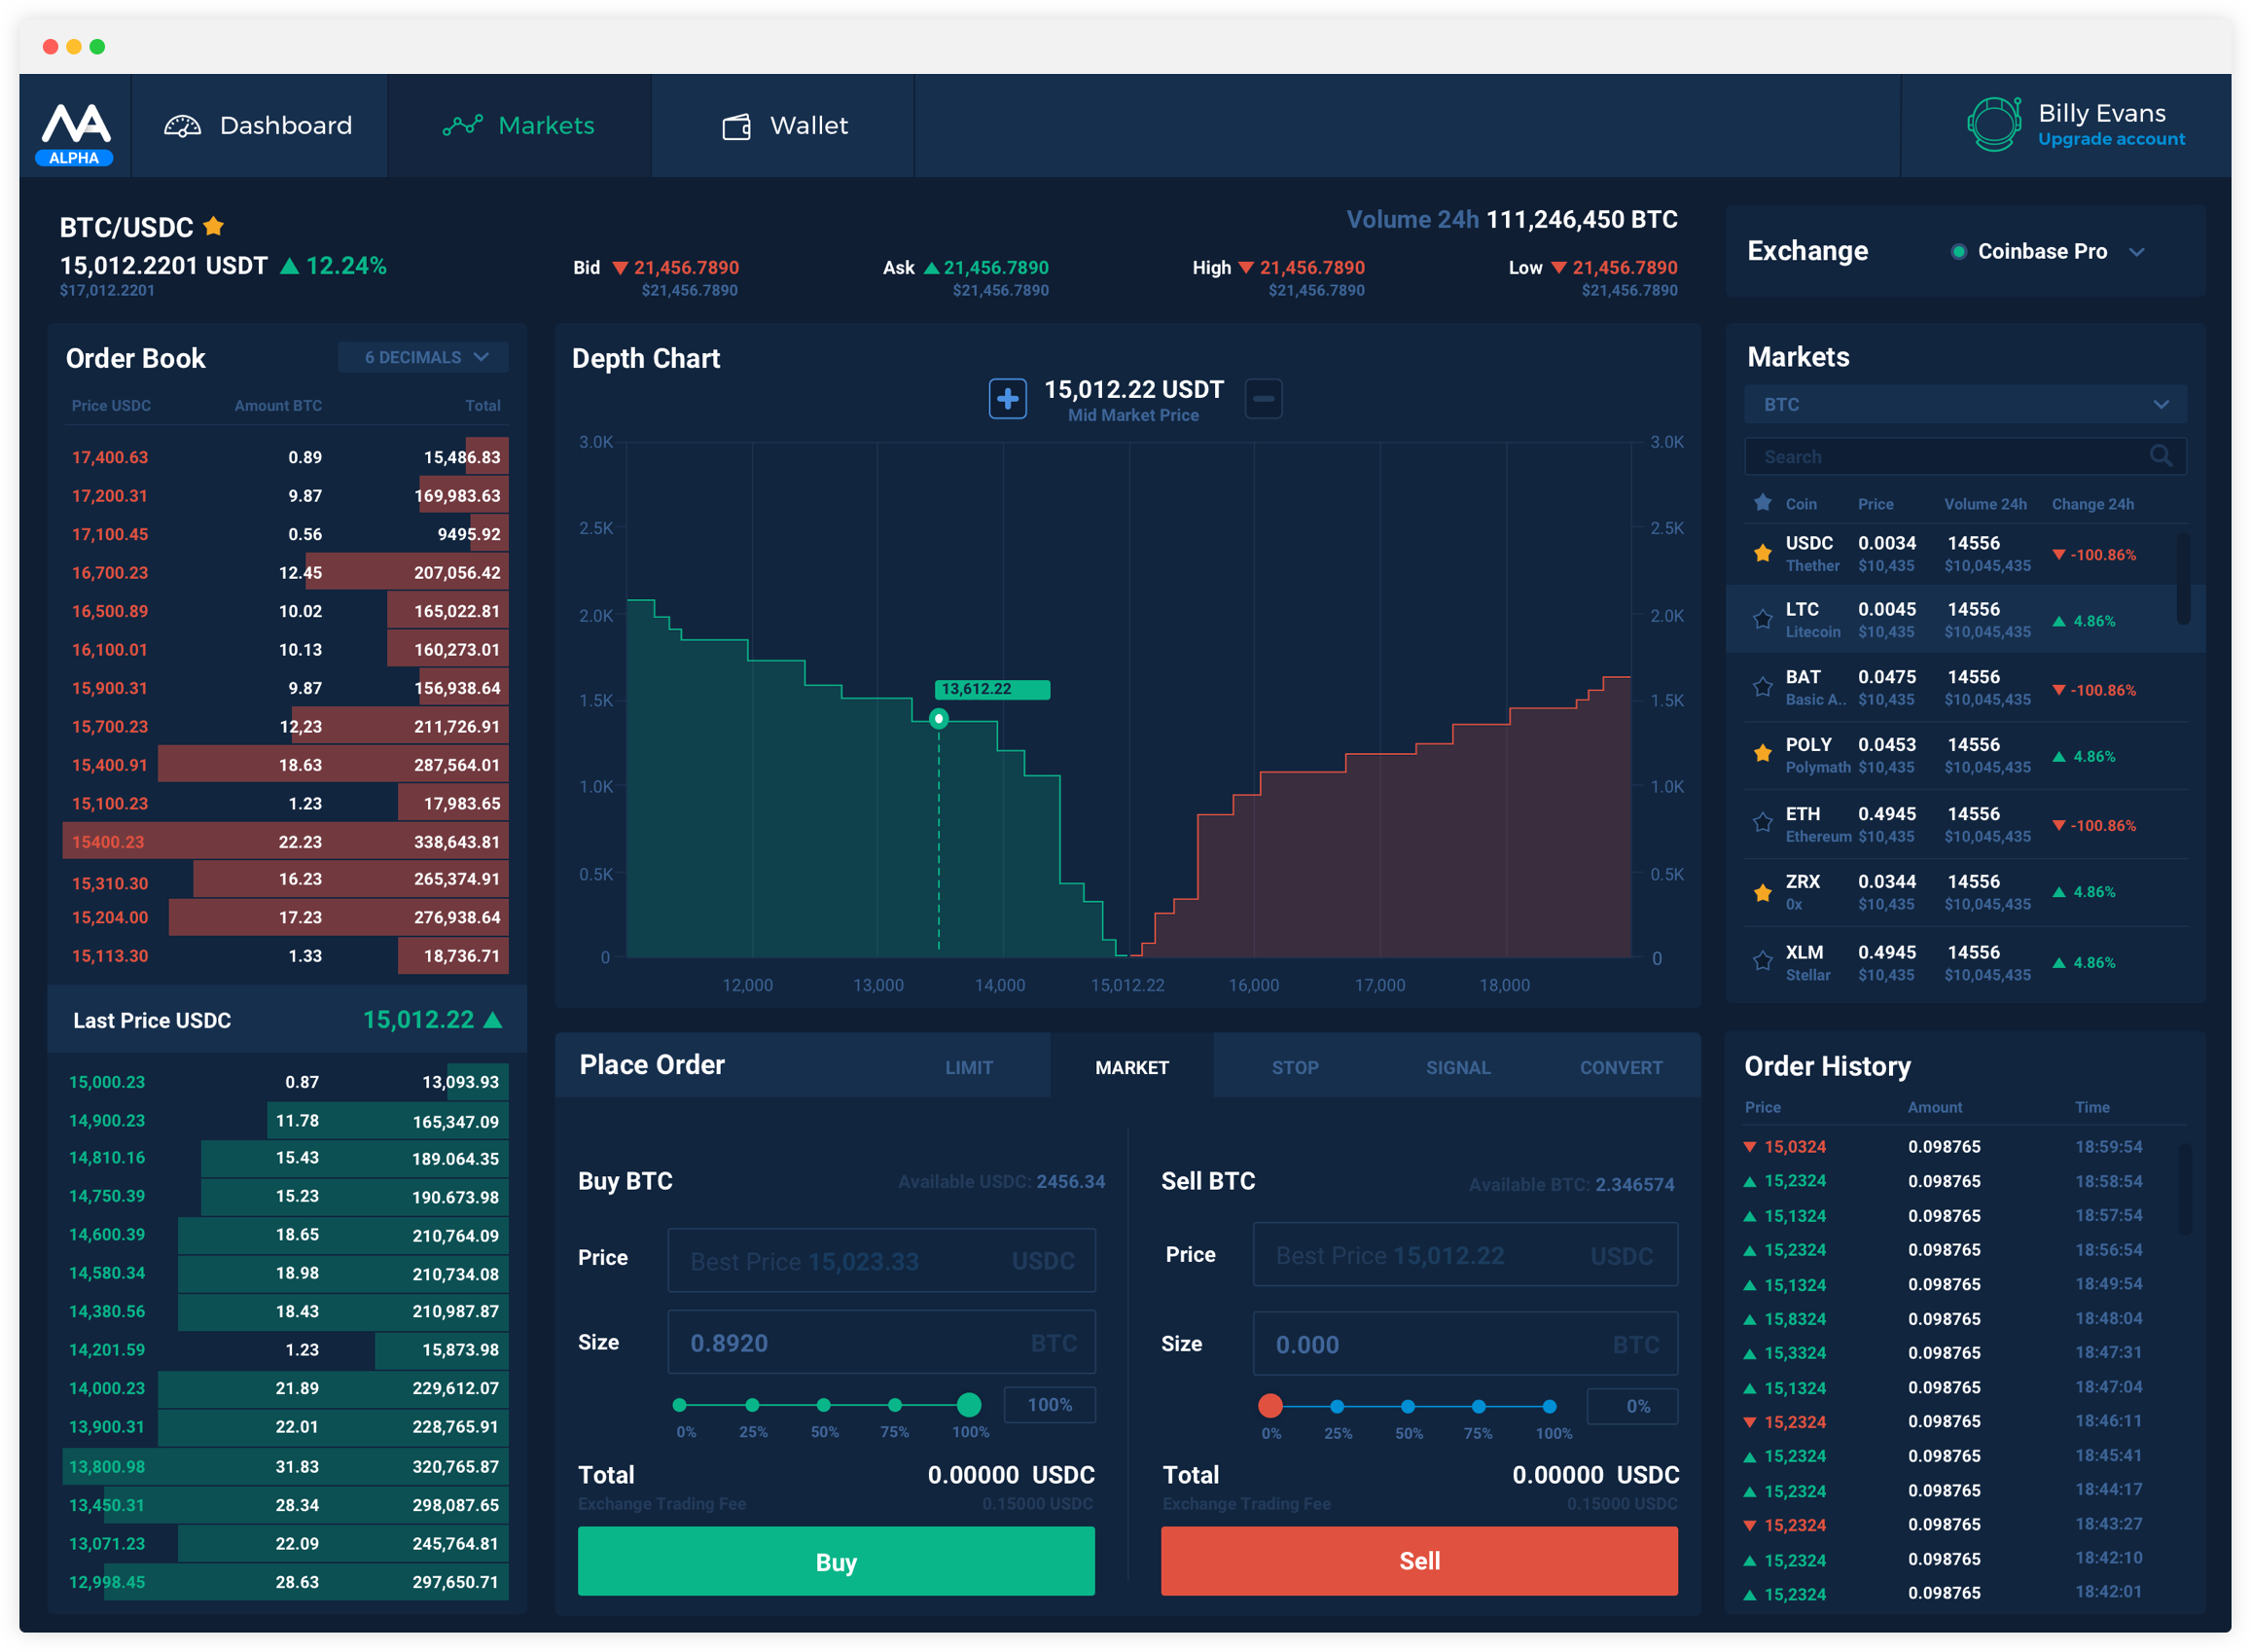 ALPHA
Dashboard
Markets
Wallet
Billy Evans
Upgrade account
BTC/USDC
15,012.2201 USDT 12.24%
$17,012.2201
Volume 24h 111,246,450 BTC
Bid 21,456.7890
$21,456.7890
Ask 21,456.7890
$21,456.7890
High 21,456.7890
$21,456.7890
Low 21,456.7890
$21,456.7890
Exchange Coinbase Pro
Order Book 6 DECIMALS
Price USDC Amount BTC Total
17,400.63 0.89 15,486.83
17,200.31 9.87 169,983.63
17,100.45 0.56 9495.92
16,700.23 12.45 207,056.42
16,500.89 10.02 165,022.81
16,100.01 10.13 160,273.01
15,900.31 9.87 156,938.64
15,700.23 12,23 211,726.91
15,400.91 18.63 287,564.01
15,100.23 1.23 17,983.65
15400.23 22.23 338,643.81
15,310.30 16.23 265,374.91
15,204.00 17.23 276,938.64
15,113.30 1.33 18,736.71
Last Price USDC 15,012.22
15,000.23 0.87 13,093.93
14,900.23 11.78 165,347.09
14,810.16 15.43 189.064.35
14,750.39 15.23 190.673.98
14,600.39 18.65 210,764.09
14,580.34 18.98 210,734.08
14,380.56 18.43 210,987.87
14,201.59 1.23 15,873.98
14,000.23 21.89 229,612.07
13,900.31 22.01 228,765.91
13,800.98 31.83 320,765.87
13,450.31 28.34 298,087.65
13,071.23 22.09 245,764.81
12,998.45 28.63 297,650.71
Depth Chart
15,012.22 USDT
Mid Market Price
3.0K 3.0K
2.5K 2.5K
2.0K 2.0K
13,612.22
1.5K 1.5K
1.0K 1.0K
0.5K 0.5K
0 0
12,000 13,000 14,000 15,012.22 16,000 17,000 18,000
Place Order LIMIT MARKET STOP SIGNAL CONVERT
Buy BTC Available USDC: 2456.34
Price Best Price 15,023.33 USDC
Size 0.8920 BTC
100%
0% 25% 50% 75% 100%
Total 0.00000 USDC
Exchange Trading Fee 0.15000 USDC
Buy
Sell BTC Available BTC: 2.346574
Price Best Price 15,012.22 USDC
Size 0.000 BTC
0%
0% 25% 50% 75% 100%
Total 0.00000 USDC
Exchange Trading Fee 0.15000 USDC
Sell
Markets
BTC
Search
Coin Price Volume 24h Change 24h
USDC 0.0034 14556 -100.86%
Thether $10,435 $10,045,435
LTC 0.0045 14556 4.86%
Litecoin $10,435 $10,045,435
BAT 0.0475 14556 -100.86%
Basic A.. $10,435 $10,045,435
POLY 0.0453 14556 4.86%
Polymath $10,435 $10,045,435
ETH 0.4945 14556 -100.86%
Ethereum $10,435 $10,045,435
ZRX 0.0344 14556 4.86%
0x $10,435 $10,045,435
XLM 0.4945 14556 4.86%
Stellar $10,435 $10,045,435
Order History
Price Amount Time
15,0324 0.098765 18:59:54
15,2324 0.098765 18:58:54
15,1324 0.098765 18:57:54
15,2324 0.098765 18:56:54
15,1324 0.098765 18:49:54
15,8324 0.098765 18:48:04
15,3324 0.098765 18:47:31
15,1324 0.098765 18:47:04
15,2324 0.098765 18:46:11
15,2324 0.098765 18:45:41
15,2324 0.098765 18:44:17
15,2324 0.098765 18:43:27
15,2324 0.098765 18:42:10
15,2324 0.098765 18:42:01